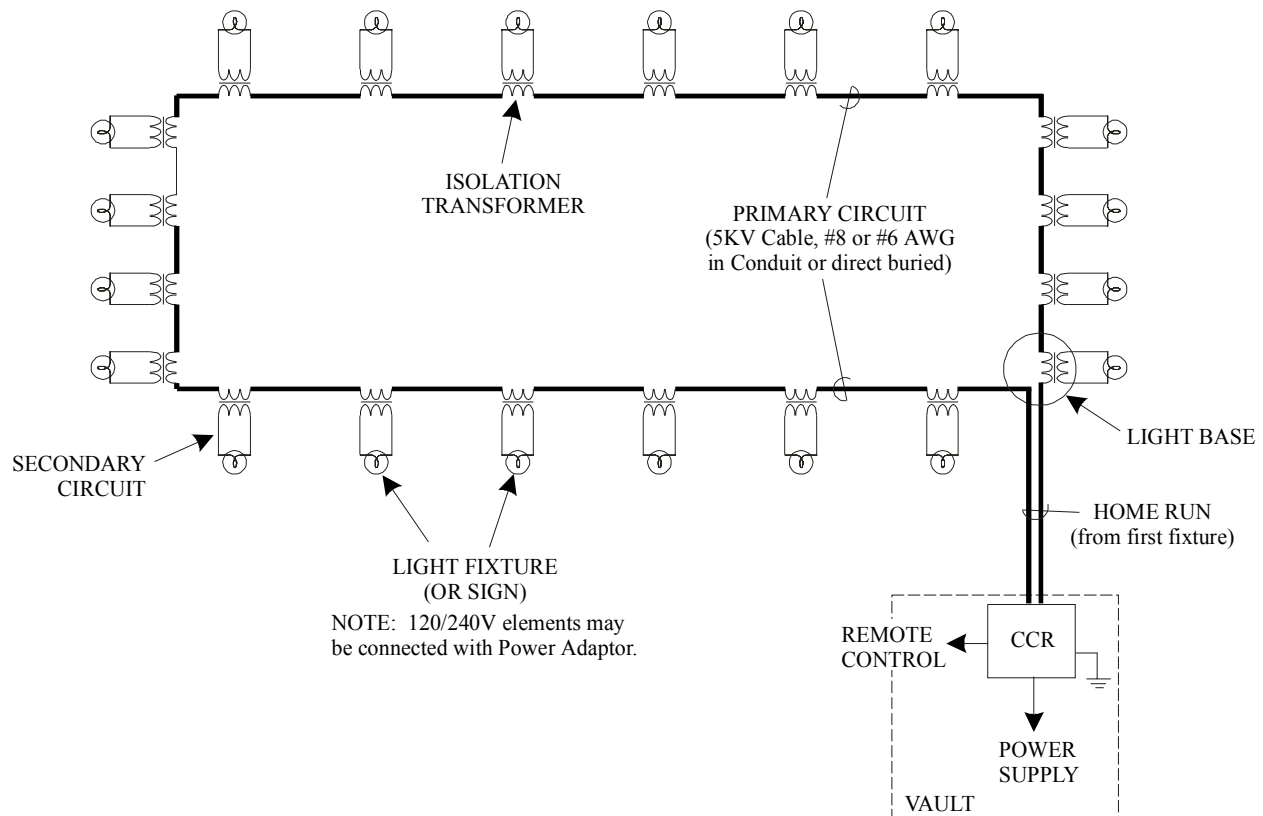 ISOLATION
TRANSFORMER
PRIMARY CIRCUIT
(5KV Cable, #8 or #6 AWG
in Conduit or direct buried)
LIGHT BASE
SECONDARY
CIRCUIT
HOME RUN
(from first fixture)
LIGHT FIXTURE
(OR SIGN)
NOTE: 120/240V elements may
be connected with Power Adaptor.
REMOTE
CONTROL
CCR
POWER
SUPPLY
VAULT